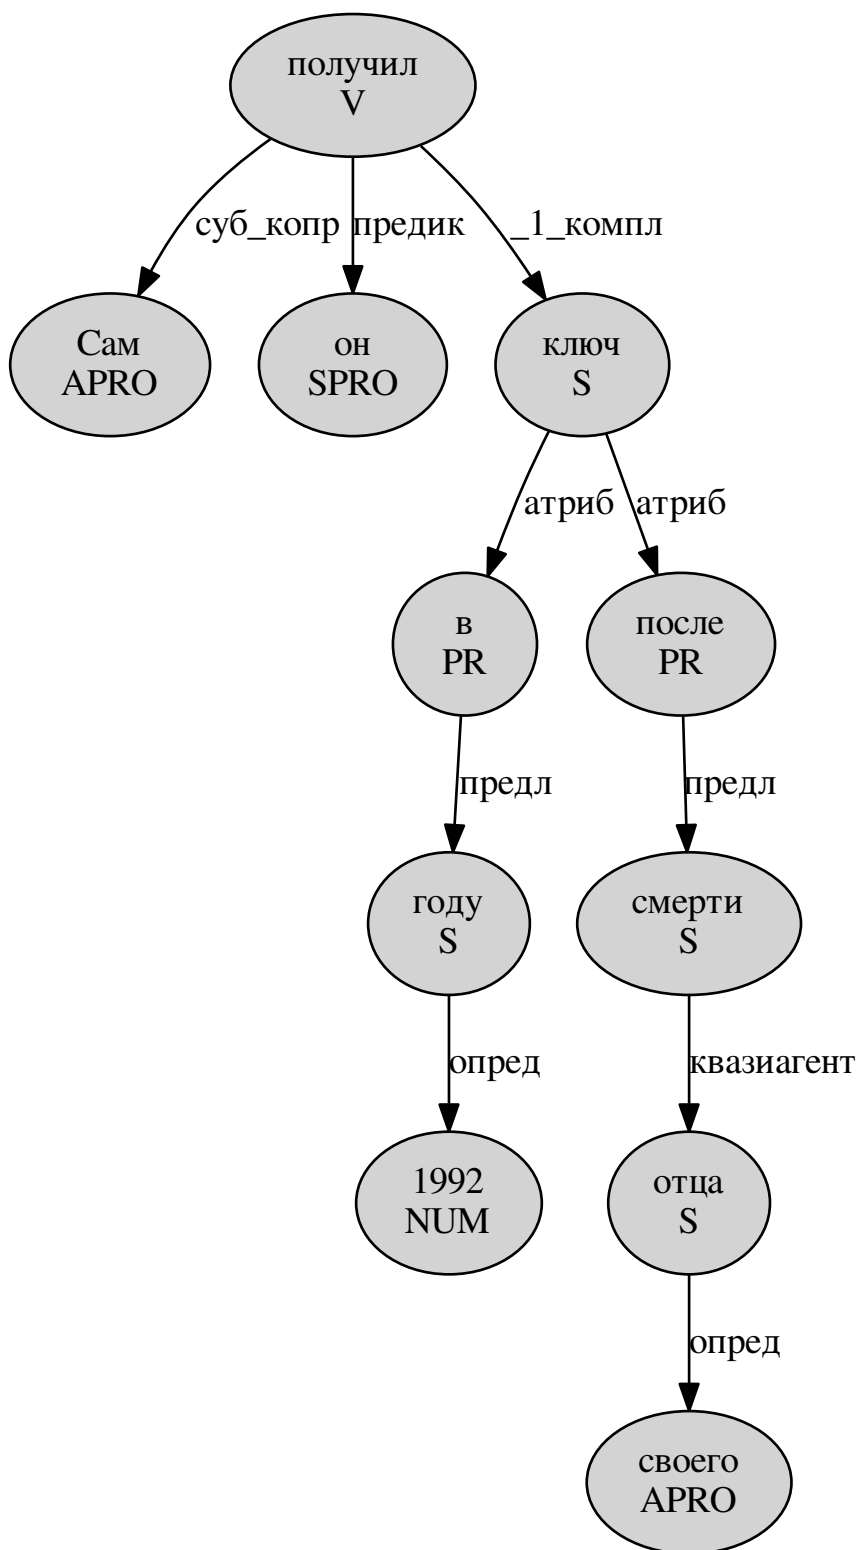 получил
V
суб_копр
предик
_1_компл
Сам
APRO
он
SPRO
ключ
S
атриб
атриб
в
PR
после
PR
предл
предл
году
S
смерти
S
опред
квазиагент
1992
NUM
отца
S
опред
своего
APRO